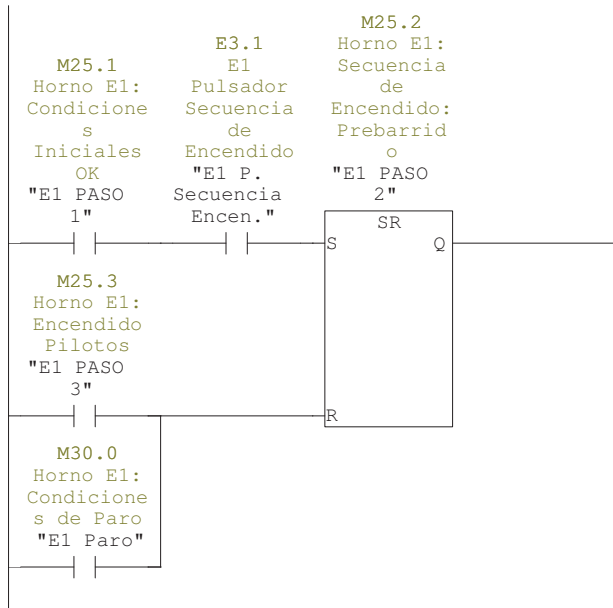 M25.1
Horno E1:
Condicione
s
Iniciales
OK
"E1 PASO
1"
E3.1
E1
Pulsador
Secuencia
de
Encendido
"E1 P.
Secuencia
Encen."
M25.2
Horno E1:
Secuencia
de
Encendido:
Prebarrid
o
"E1 PASO
2"
SR
S
Q
M25.3
Horno E1:
Encendido
Pilotos
"E1 PASO
3"
R
M30.0
Horno E1:
Condicione
s de Paro
"E1 Paro"